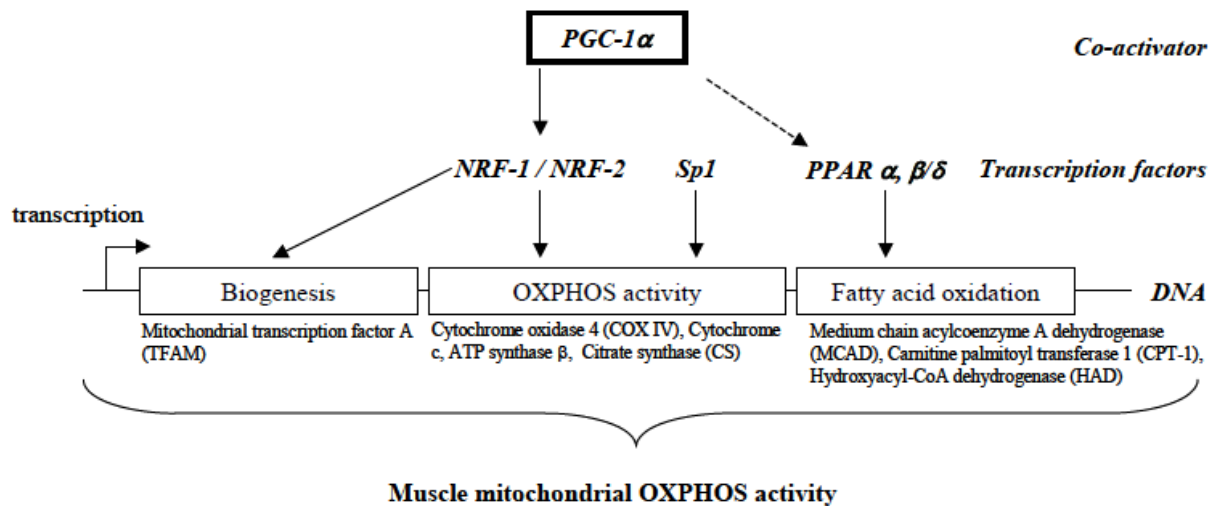 PGC-1α
Co-activator
NRF-1 / NRF-2
Sp1
PPAR α, β/δ
Transcription factors
transcription
Biogenesis
OXPHOS activity
Fatty acid oxidation
DNA
Mitochondrial transcription factor A
(TFAM)
Cytochrome oxidase 4 (COX IV), Cytochrome
c, ATP synthase β, Citrate synthase (CS)
Medium chain acylcoenzyme A dehydrogenase
(MCAD), Carnitine palmitoyl transferase 1 (CPT-1),
Hydroxyacyl-CoA dehydrogenase (HAD)
Muscle mitochondrial OXPHOS activity